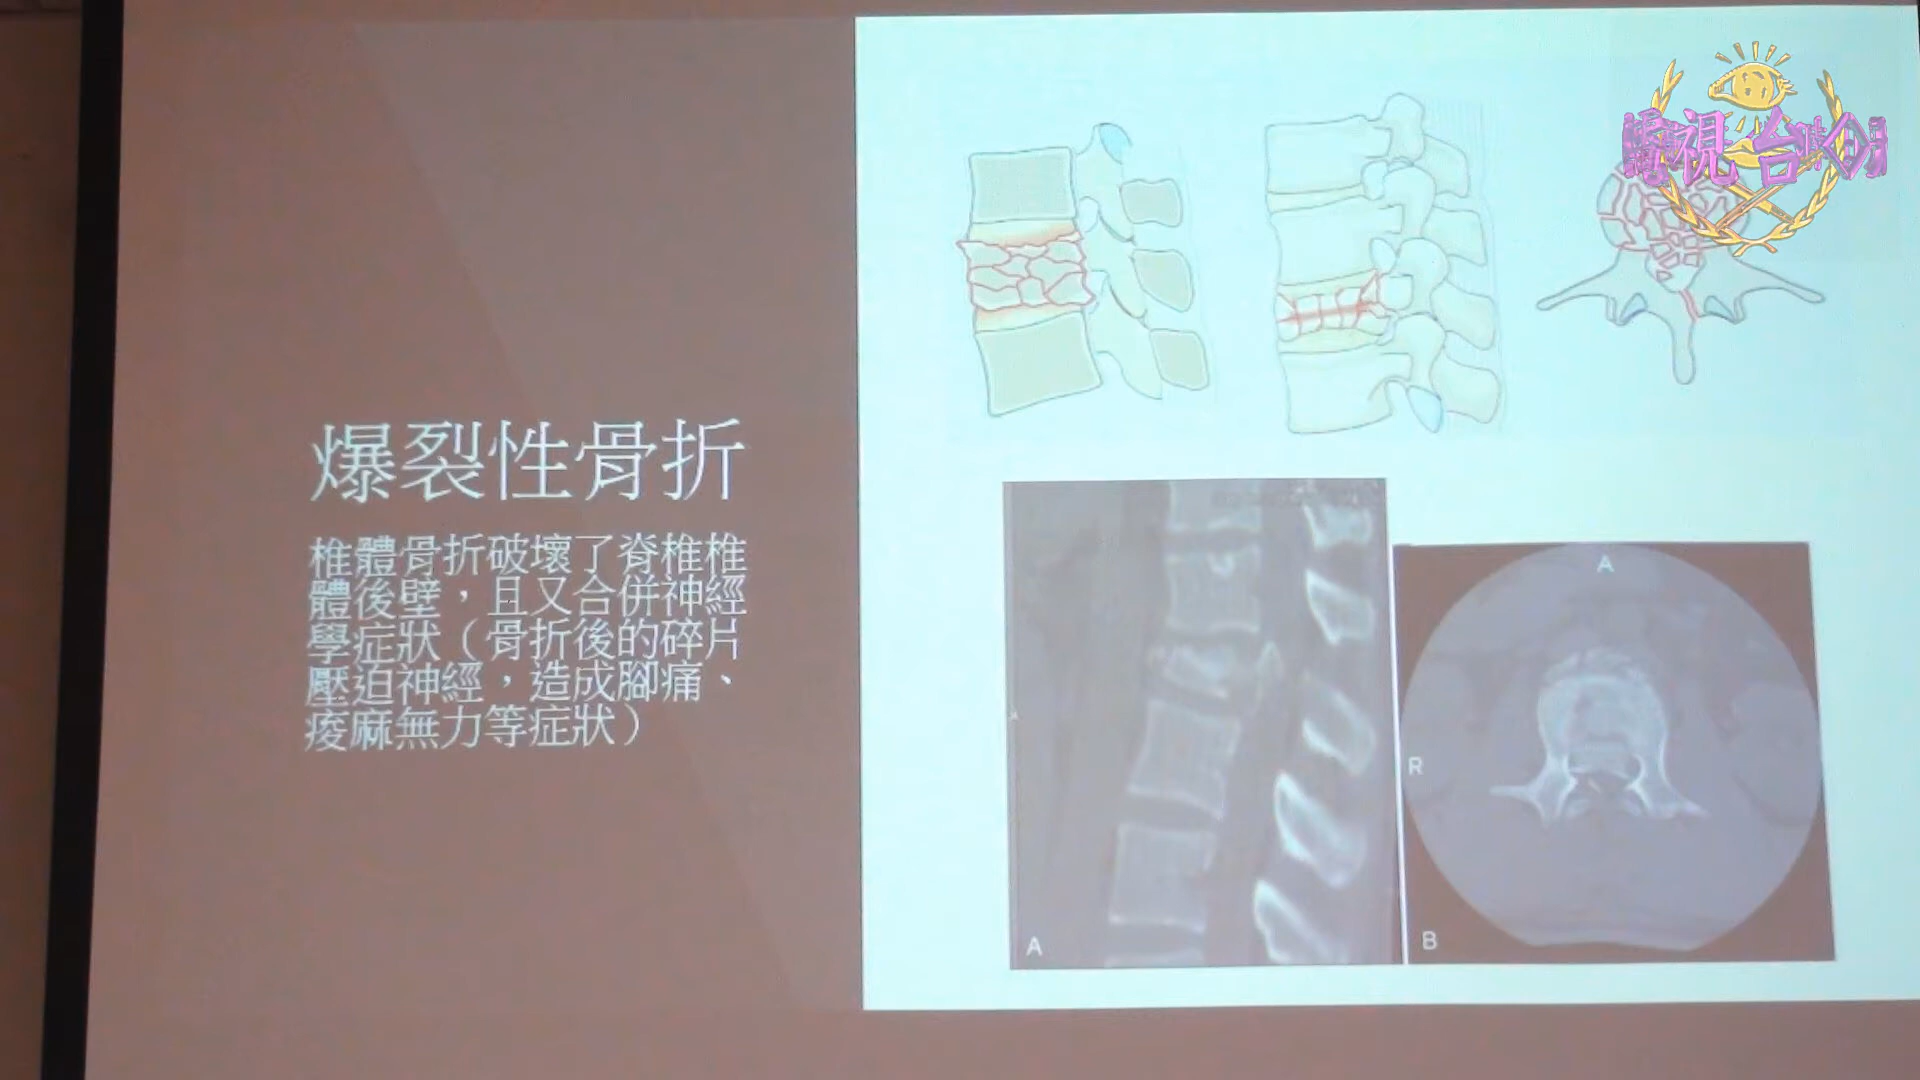 爆裂性骨折
椎體骨折破壞了脊椎椎
體後壁，且又合併神經
學症狀（骨折後的碎片
壓迫神經，造成腳痛、
痠麻無力等症狀）
A
R
B
A
視 台